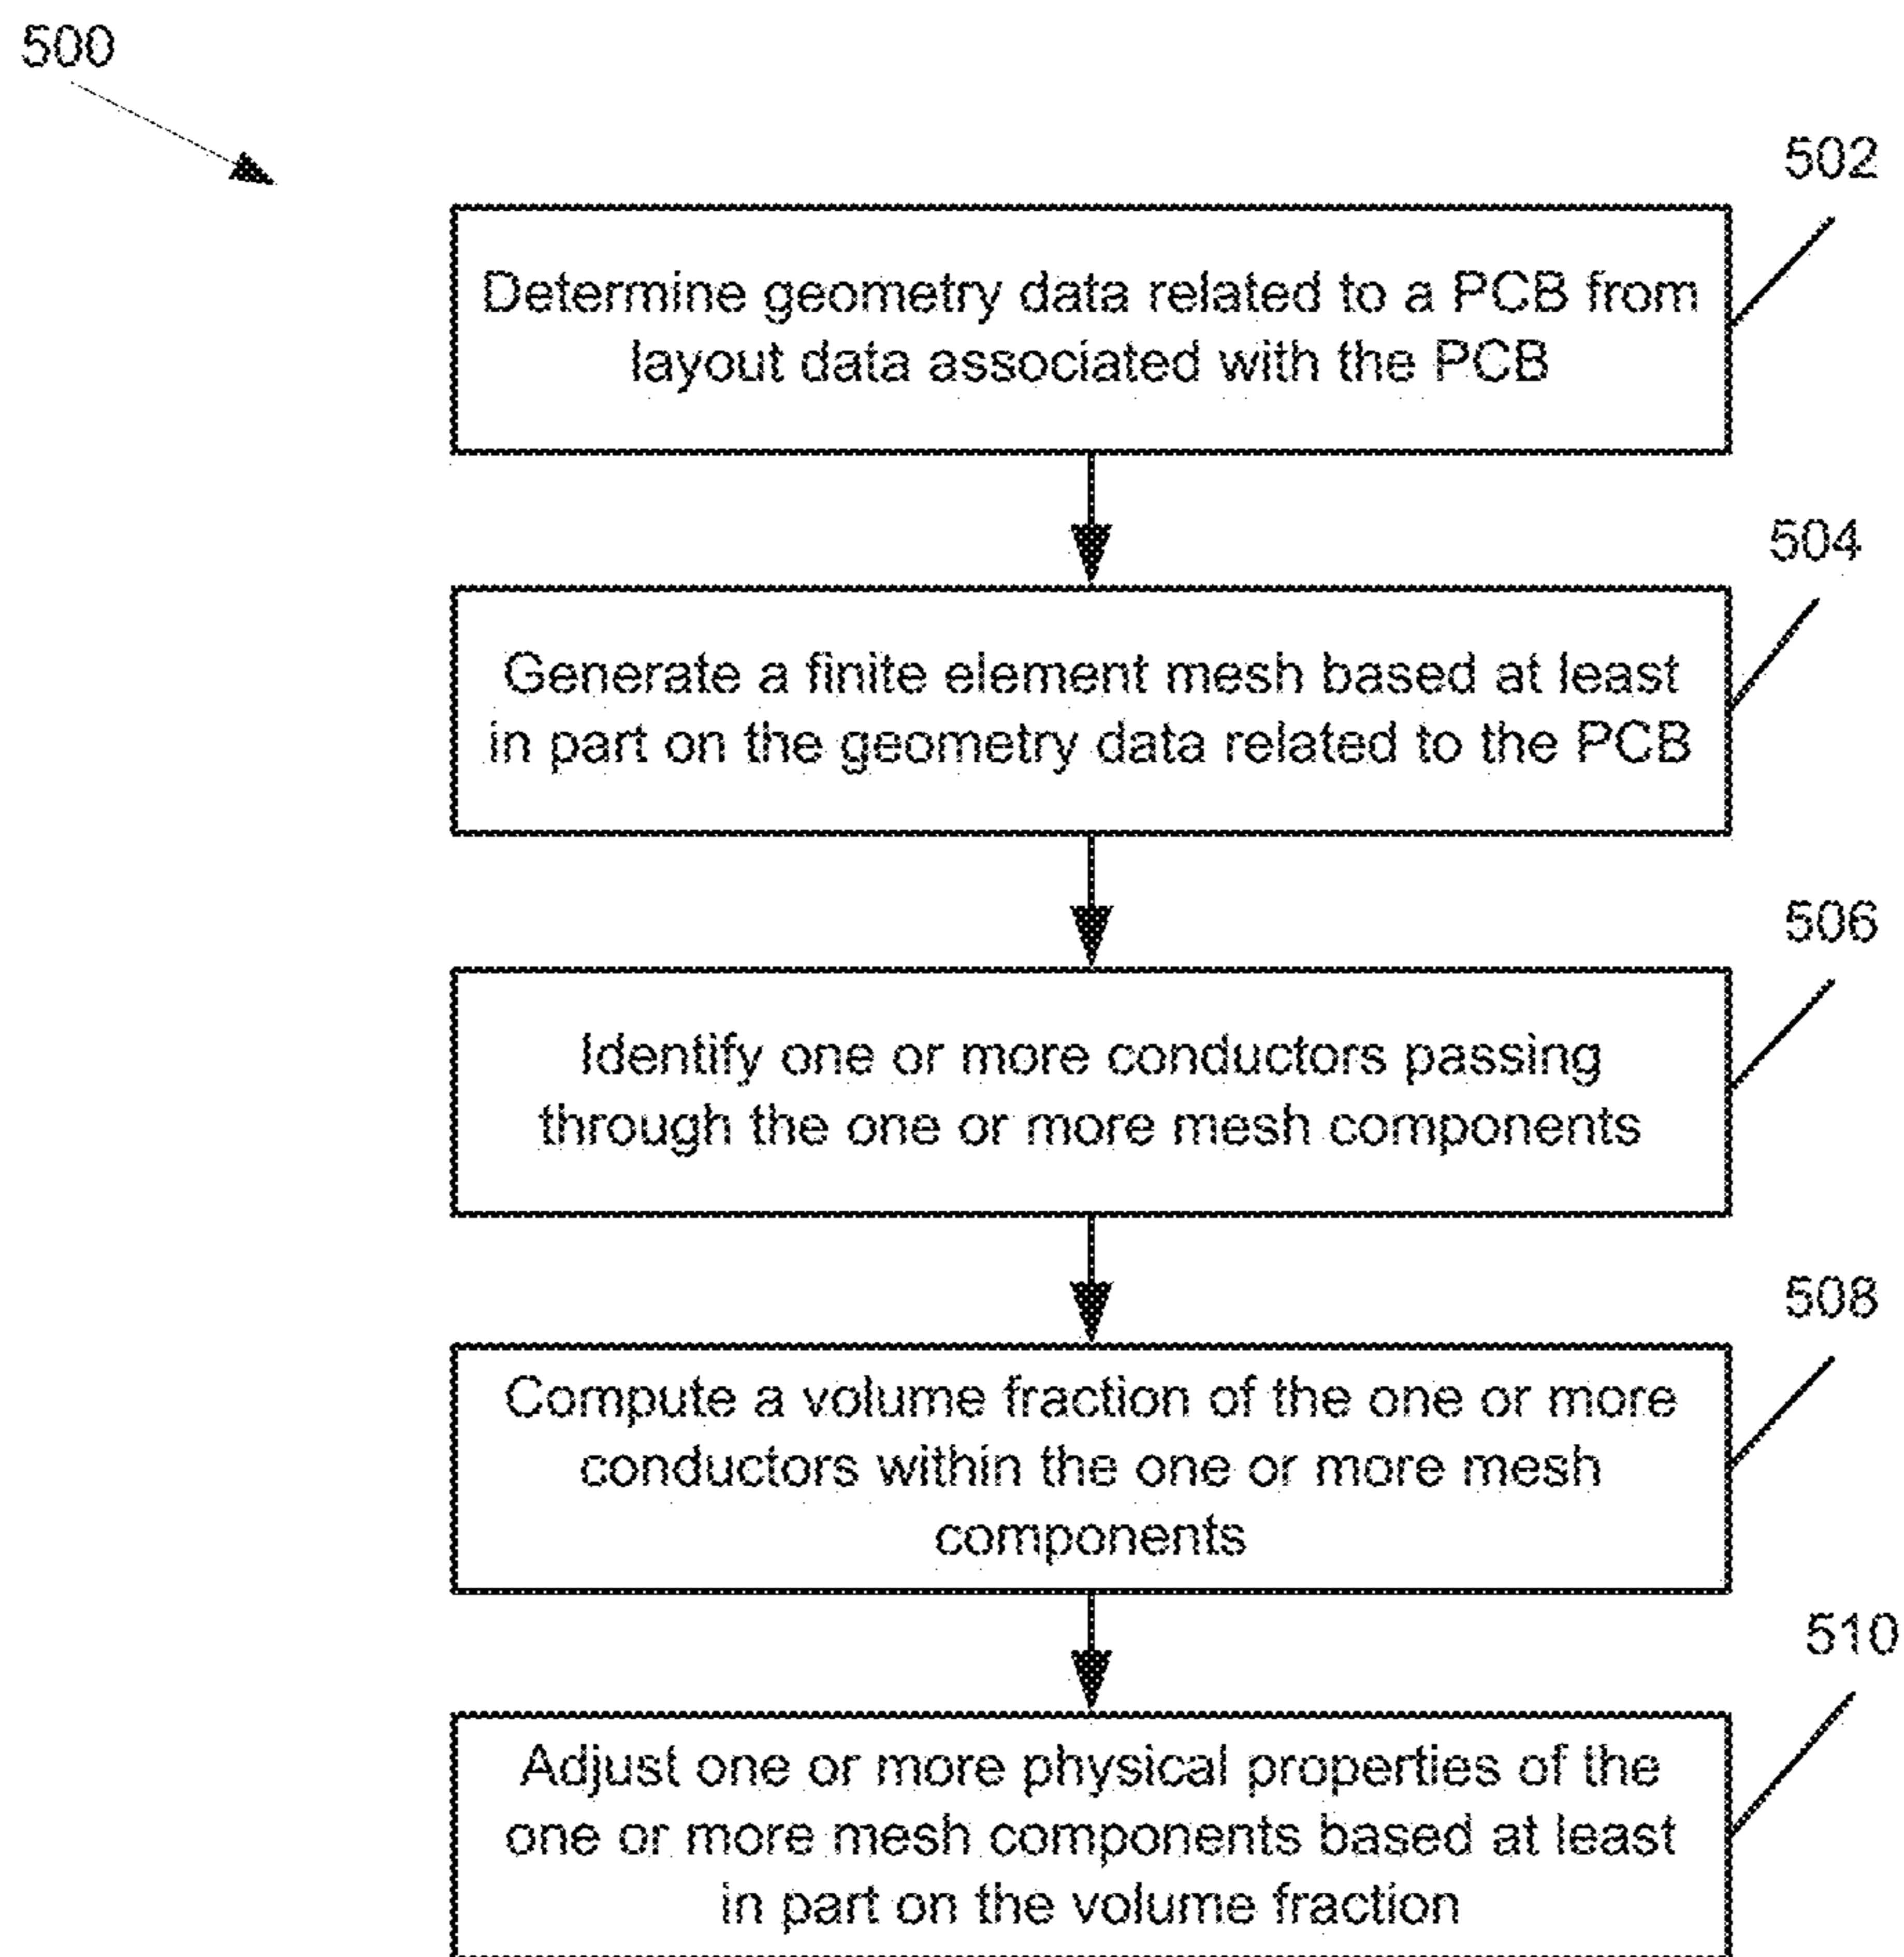 500
502
Determine geometry data related to a PCB from
layout data associated with the PCB
504
Generate a finite element mesh based at least
in part on the geometry data related to the PCB
506
Identify one or more conductors passing
through the one or more mesh components
508
Compute a volume fraction of the one or more
conductors within the one or more mesh
components
510
Adjust one or more physical properties of the
one or more mesh components based at least
in part on the volume fraction